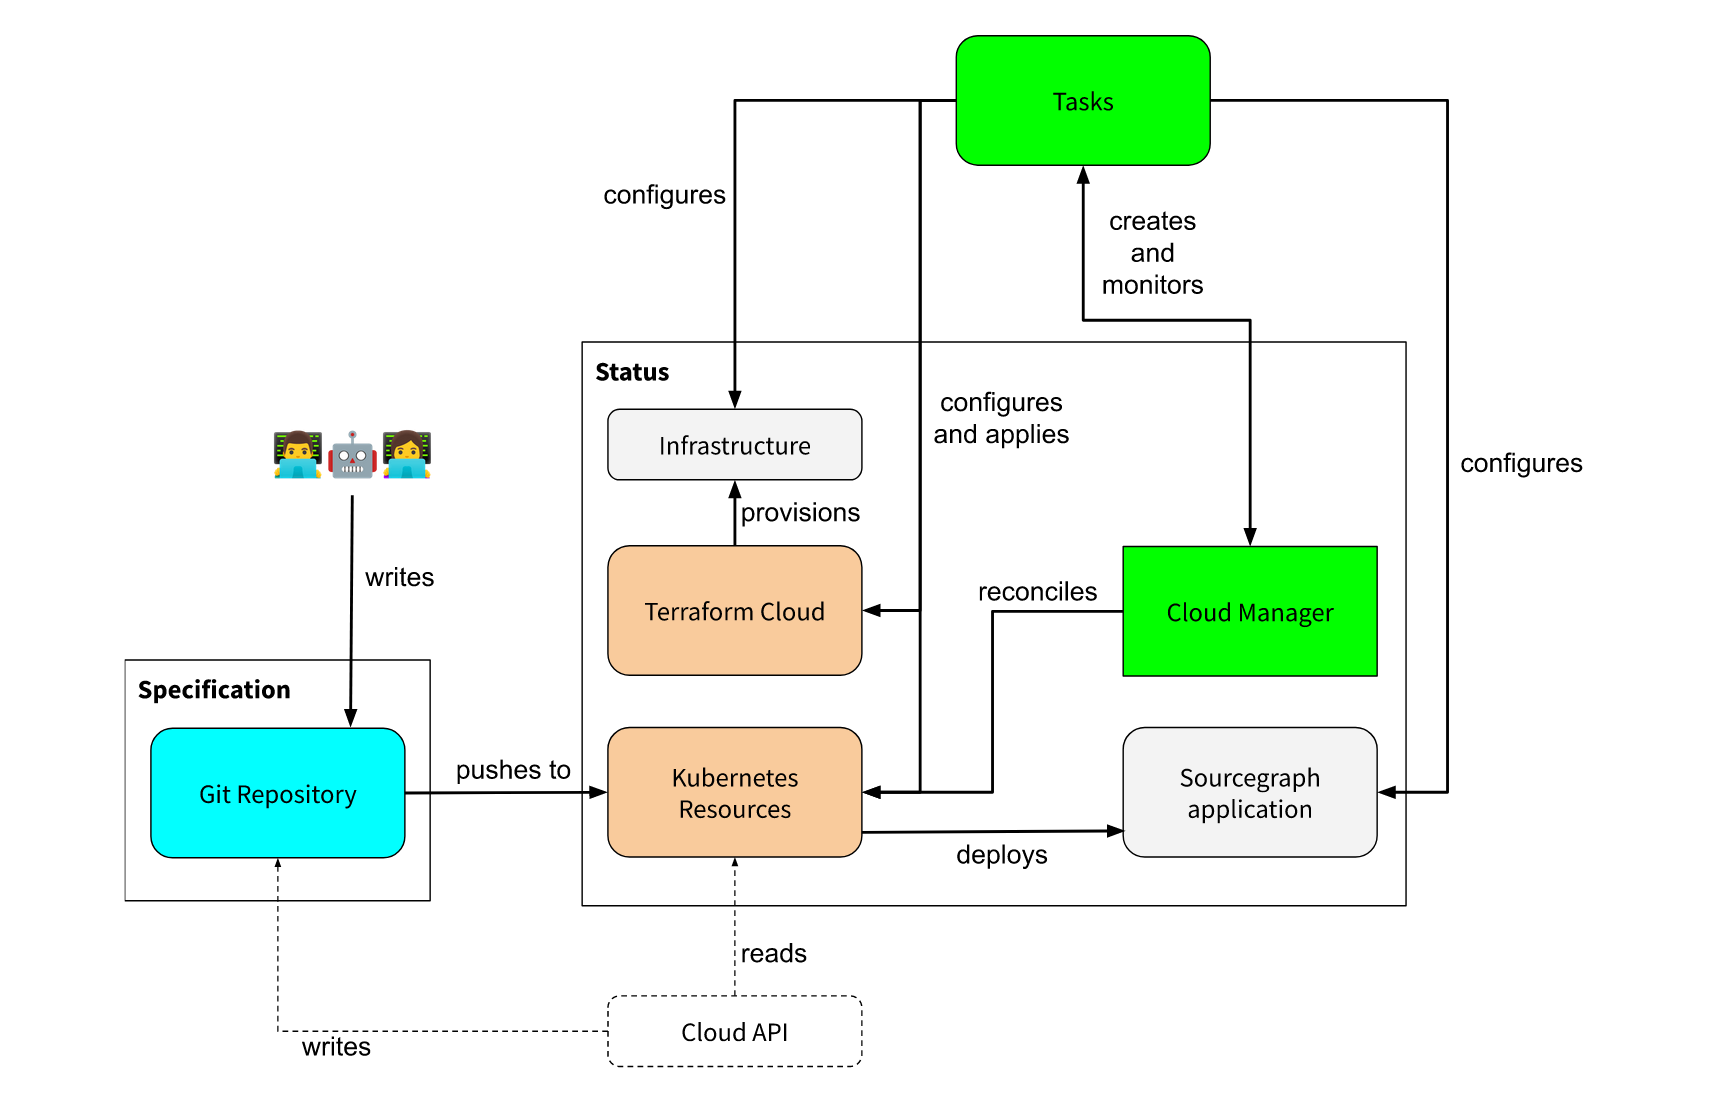 Tasks
configures
creates
and
monitors
Status
configures
and applies
Infrastructure
configures
provisions
writes
reconciles
Terraform Cloud
Cloud Manager
Specification
pushes to
Git Repository
Kubernetes
Resources
Sourcegraph
application
deploys
reads
Cloud API
writes